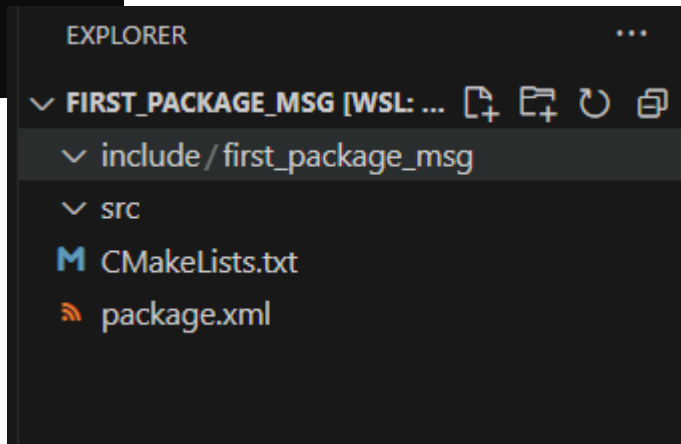 EXPLORER
FIRST_PACKAGE_MSG [WSL: ...
include / first_package_msg
src
CMakeLists.txt
package.xml